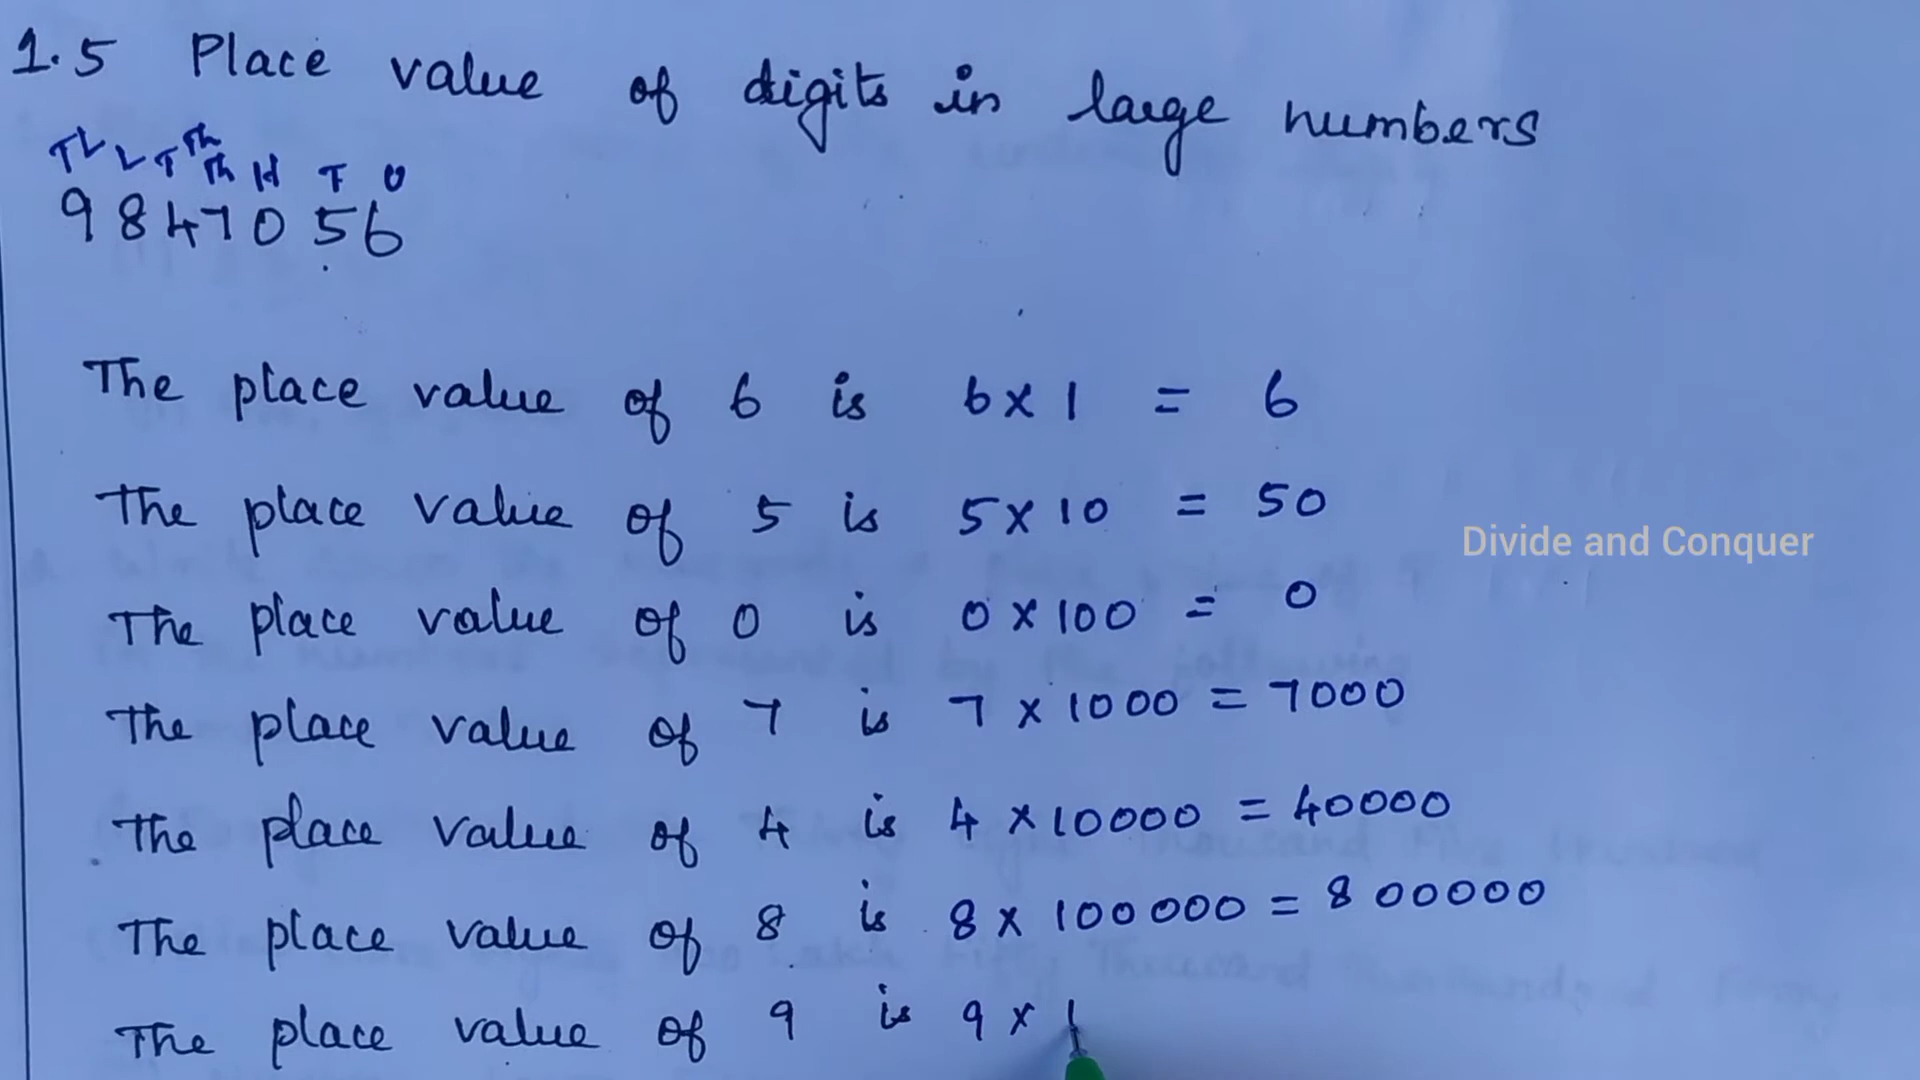 1.5 Place value of digits in large numbers
TL L T Th Th H T O
9847056
The place value of 6 is 6 × 1 = 6
The place value of 5 is 5 × 10 = 50
Divide and Conquer
The place value of 0 is 0 × 100 = 0
The place value of 7 is 7 × 1000 = 7000
The place value of 4 is 4 × 10000 = 40000
The place value of 8 is 8 × 100000 = 800000
The place value of 9 is 9 × 1